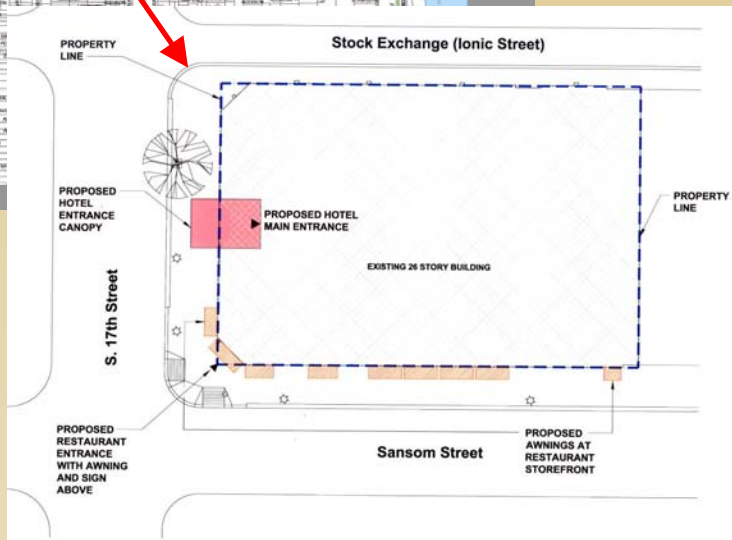 Stock Exchange (Ionic Street)
PROPERTY
LINE
PROPOSED
HOTEL
ENTRANCE
CANOPY
PROPOSED HOTEL
MAIN ENTRANCE
PROPERTY
LINE
EXISTING 26 STORY BUILDING
S. 17th Street
PROPOSED
RESTAURANT
ENTRANCE
WITH AWNING
AND SIGN
ABOVE
Sansom Street
PROPOSED
AWNINGS AT
RESTAURANT
STOREFRONT